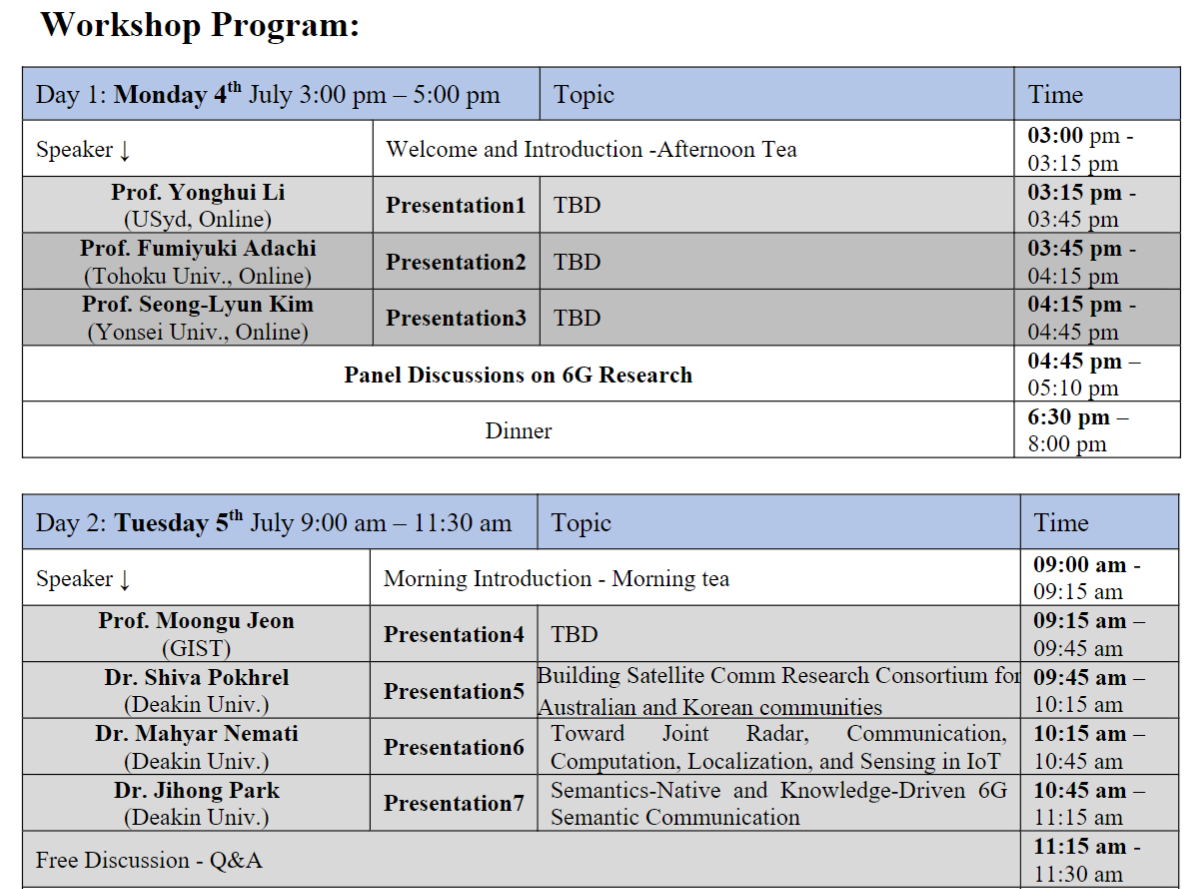 Workshop Program:
Day 1: Monday 4th July 3:00 pm – 5:00 pm Topic Time
Speaker ↓ Welcome and Introduction -Afternoon Tea 03:00 pm -
03:15 pm
Prof. Yonghui Li
(USyd, Online)
Presentation1 TBD
03:15 pm -
03:45 pm
Prof. Fumiyuki Adachi
(Tohoku Univ., Online)
Presentation2 TBD
03:45 pm -
04:15 pm
Prof. Seong-Lyun Kim
(Yonsei Univ., Online)
Presentation3 TBD
04:15 pm -
04:45 pm
Panel Discussions on 6G Research
04:45 pm –
05:10 pm
Dinner
6:30 pm –
8:00 pm
Day 2: Tuesday 5th July 9:00 am – 11:30 am Topic Time
Speaker ↓ Morning Introduction - Morning tea
09:00 am -
09:15 am
Prof. Moongu Jeon
(GIST)
Presentation4 TBD
09:15 am –
09:45 am
Dr. Shiva Pokhrel
(Deakin Univ.)
Presentation5
Building Satellite Comm Research Consortium for
Australian and Korean communities
09:45 am –
10:15 am
Dr. Mahyar Nemati
(Deakin Univ.)
Presentation6
Toward Joint Radar, Communication,
Computation, Localization, and Sensing in IoT
10:15 am –
10:45 am
Dr. Jihong Park
(Deakin Univ.)
Presentation7
Semantics-Native and Knowledge-Driven 6G
Semantic Communication
10:45 am –
11:15 am
Free Discussion - Q&A
11:15 am -
11:30 am